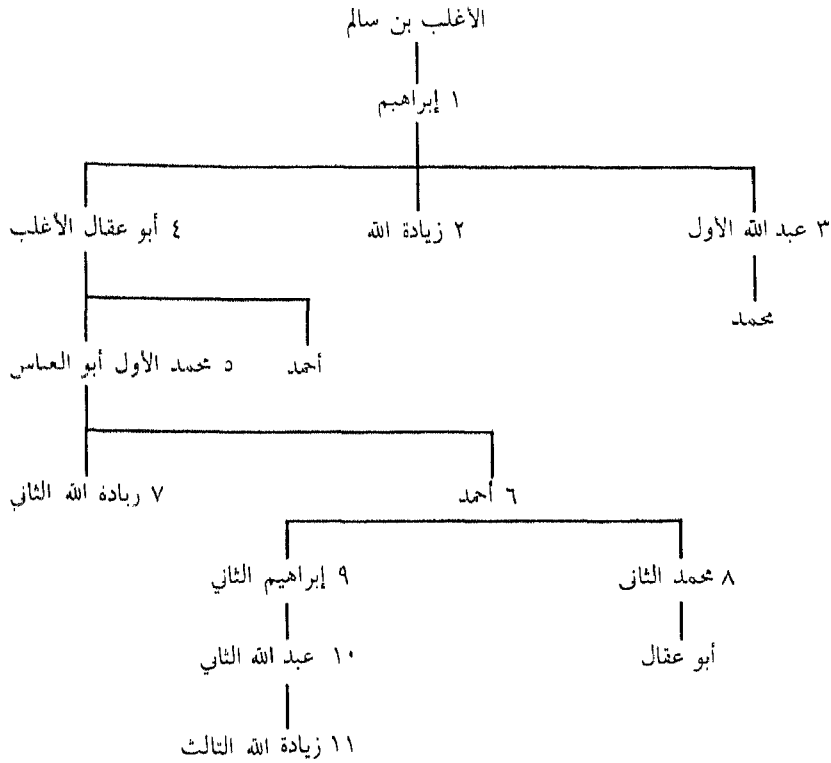 الأغلب بن سالم
١ إبراهيم
٣ عبد الله الأول
٢ زيادة الله
٤ أبو عقال الأغلب
محمد
أحمد
٥ محمد الأول أبو العباس
٦ أحمد
٧ زيادة الله الثاني
٨ محمد الثانى
٩ إبراهيم الثاني
أبو عقال
١٠ عبد الله الثاني
١١ زيادة الله الثالث